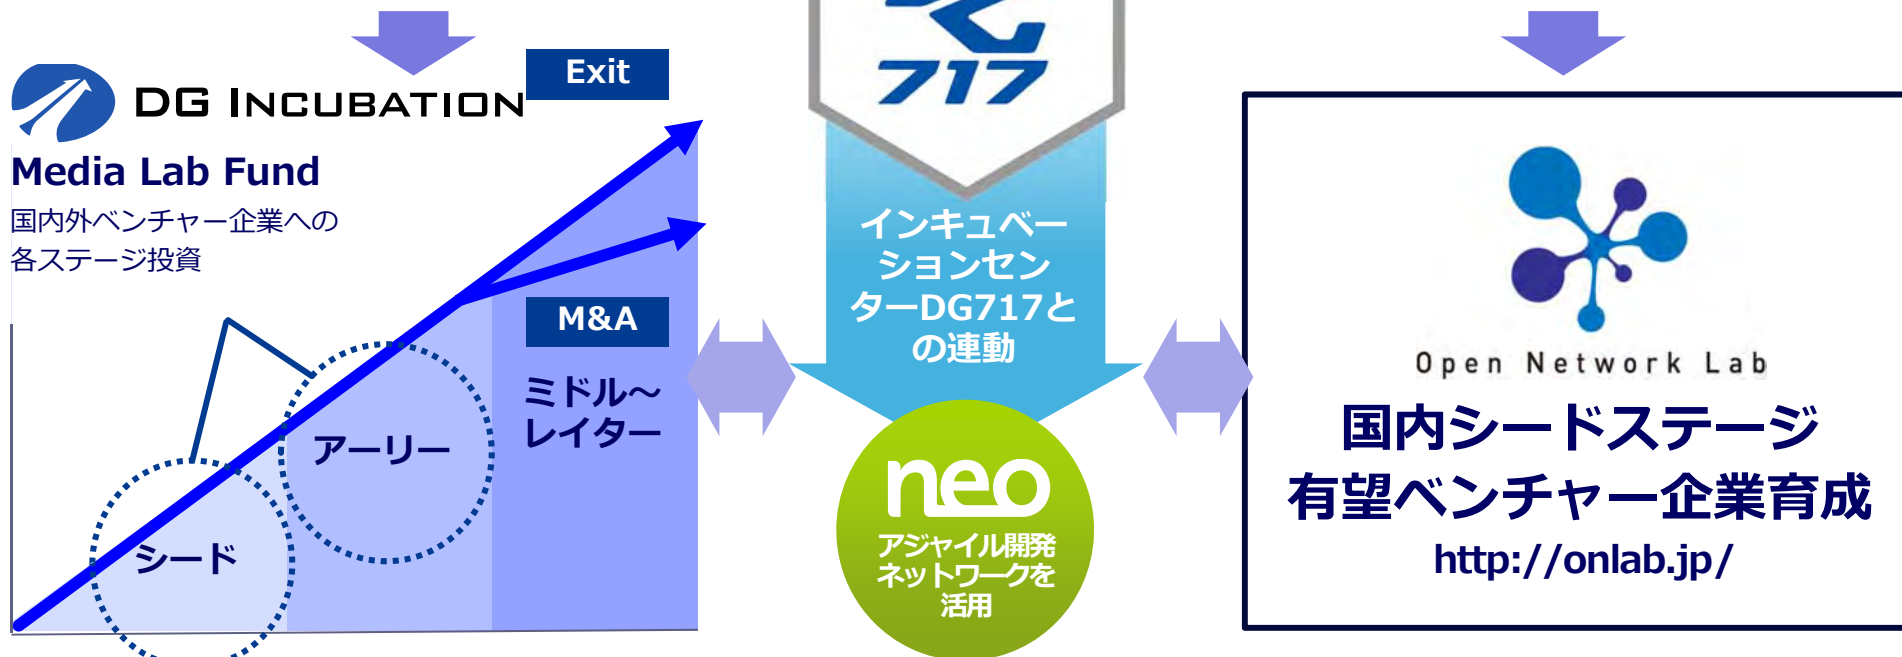 DG INCUBATION
Exit
Media Lab Fund
国内外ベンチャー企業への
各ステージ投資
M&A
ミドル～
レイター
アーリー
シード
717
インキュベー
ションセン
ターDG717と
の連動
neo
アジャイル開発
ネットワークを
活用
Open Network Lab
国内シードステージ
有望ベンチャー企業育成
http://onlab.jp/